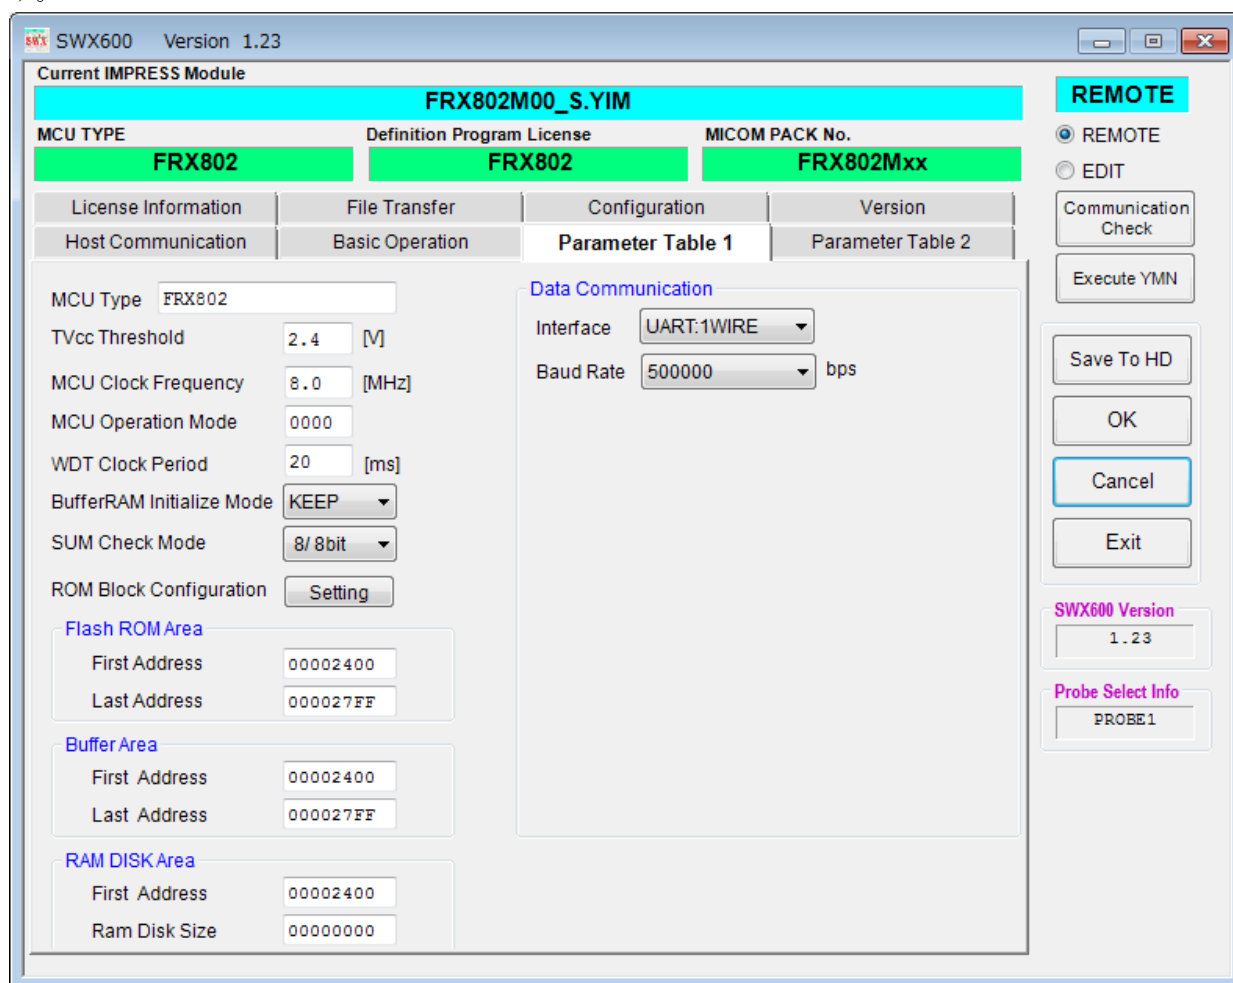 SWX600 Version 1.23
Current IMPRESS Module
FRX802M00_S.YIM
MCU TYPE Definition Program License MICOM PACK No.
FRX802 FRX802 FRX802Mxx
License Information File Transfer Configuration Version
Host Communication Basic Operation Parameter Table 1 Parameter Table 2
MCU Type FRX802
TVcc Threshold 2.4 [V]
MCU Clock Frequency 8.0 [MHz]
MCU Operation Mode 0000
WDT Clock Period 20 [ms]
BufferRAM Initialize Mode KEEP
SUM Check Mode 8/ 8bit
ROM Block Configuration Setting
Flash ROM Area
First Address 00002400
Last Address 000027FF
Buffer Area
First Address 00002400
Last Address 000027FF
RAM DISK Area
First Address 00002400
Ram Disk Size 00000000
Data Communication
Interface UART:1WIRE
Baud Rate 500000 bps
REMOTE
REMOTE
EDIT
Communication
Check
Execute YMN
Save To HD
OK
Cancel
Exit
SWX600 Version
1.23
Probe Select Info
PROBE1